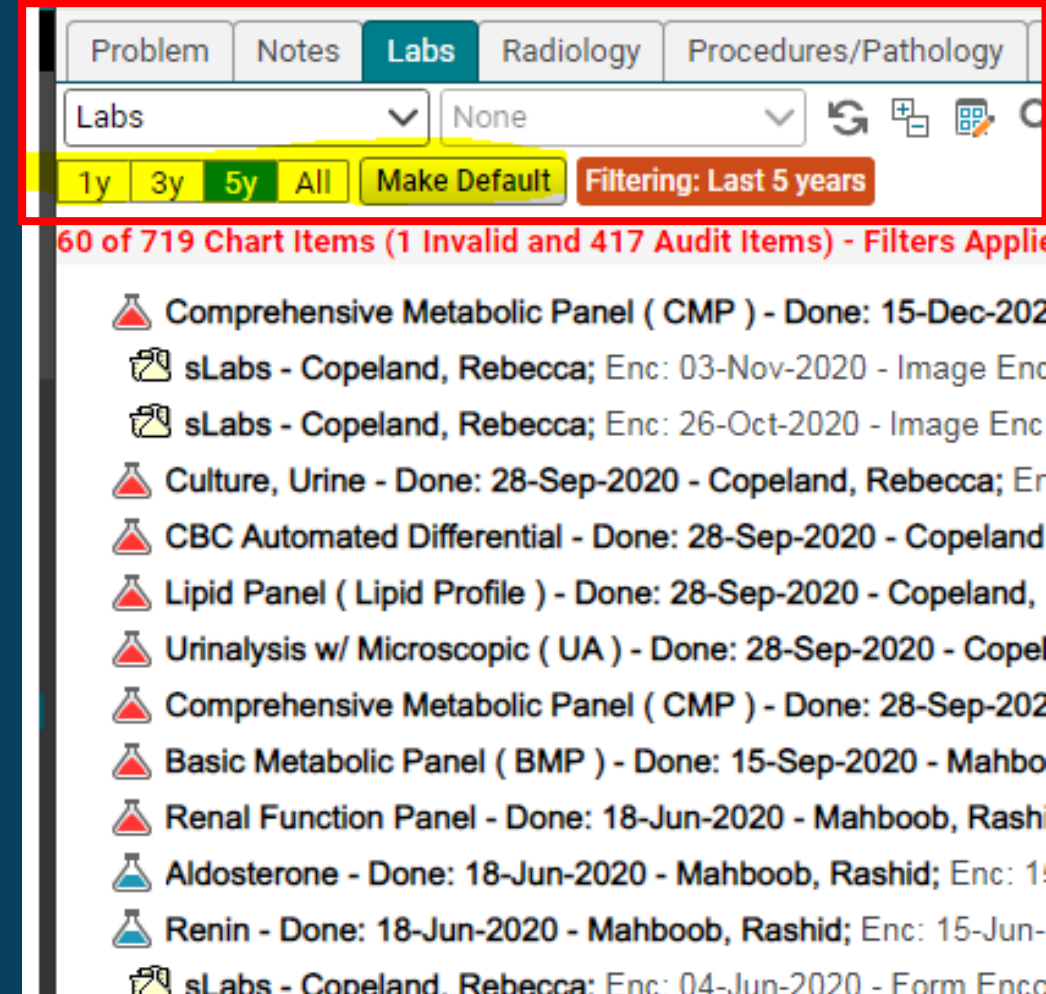 Problem Notes Labs Radiology Procedures/Pathology
Labs None
1y 3y 5y All Make Default Filtering: Last 5 years
60 of 719 Chart Items (1 Invalid and 417 Audit Items) - Filters Applie
Comprehensive Metabolic Panel ( CMP ) - Done: 15-Dec-202
sLabs - Copeland, Rebecca; Enc: 03-Nov-2020 - Image Enc
sLabs - Copeland, Rebecca; Enc: 26-Oct-2020 - Image Enc
Culture, Urine - Done: 28-Sep-2020 - Copeland, Rebecca; En
CBC Automated Differential - Done: 28-Sep-2020 - Copeland
Lipid Panel ( Lipid Profile ) - Done: 28-Sep-2020 - Copeland,
Urinalysis w/ Microscopic ( UA ) - Done: 28-Sep-2020 - Copel
Comprehensive Metabolic Panel ( CMP ) - Done: 28-Sep-202
Basic Metabolic Panel ( BMP ) - Done: 15-Sep-2020 - Mahbo
Renal Function Panel - Done: 18-Jun-2020 - Mahboob, Rashi
Aldosterone - Done: 18-Jun-2020 - Mahboob, Rashid; Enc: 15
Renin - Done: 18-Jun-2020 - Mahboob, Rashid; Enc: 15-Jun-
sLabs - Copeland, Rebecca; Enc: 04-Jun-2020 - Form Enco